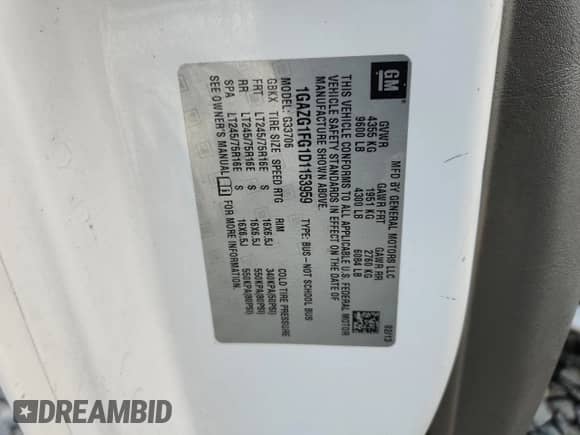 GM
MFD BY GENERAL MOTORS LLC
02/13
GVWR GAWR FRT GAWR RR
4355 KG 1951 KG 2760 KG
9600 LB 4300 LB 6084 LB
THIS VEHICLE CONFORMS TO ALL APPLICABLE U.S. FEDERAL MOTOR
VEHICLE SAFETY STANDARDS IN EFFECT ON THE DATE OF
MANUFACTURE SHOWN ABOVE.
1GAZG1FG1D1153959 TYPE: BUS–NOT SCHOOL BUS
MODEL: G33706
GBKX TIRE SIZE SPEED RTG RIM COLD TIRE PRESSURE
FRT LT245/75R16E S 16X6.5J 340KPA(50PSI)
RR LT245/75R16E S 16X6.5J 550KPA(80PSI)
SPA LT245/75R16E S 16X6.5J 550KPA(80PSI)
SEE OWNER'S MANUAL FOR MORE INFORMATION
DREAMBID